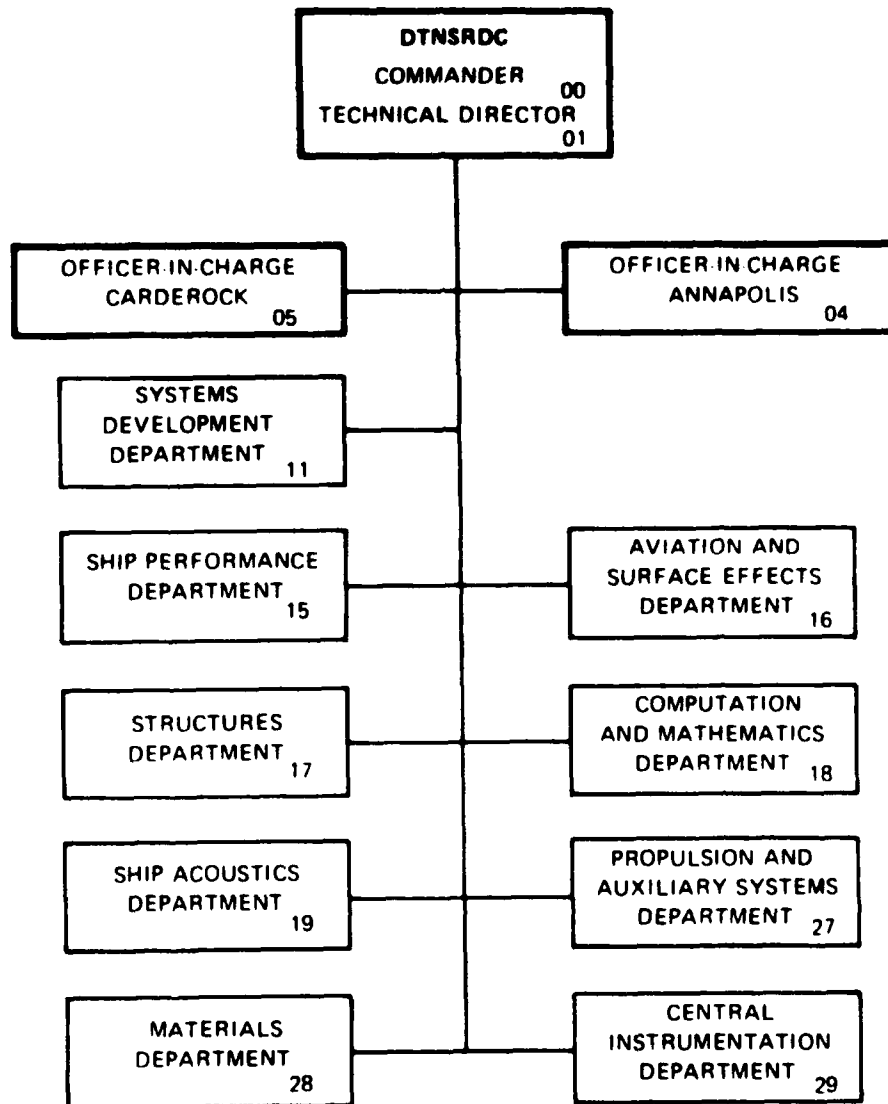 DTNSRDC
COMMANDER
00
TECHNICAL DIRECTOR
01
OFFICER-IN-CHARGE
CARDEROCK
05
OFFICER-IN-CHARGE
ANNAPOLIS
04
SYSTEMS
DEVELOPMENT
DEPARTMENT
11
SHIP PERFORMANCE
DEPARTMENT
15
AVIATION AND
SURFACE EFFECTS
DEPARTMENT
16
STRUCTURES
DEPARTMENT
17
COMPUTATION
AND MATHEMATICS
DEPARTMENT
18
SHIP ACOUSTICS
DEPARTMENT
19
PROPULSION AND
AUXILIARY SYSTEMS
DEPARTMENT
27
MATERIALS
DEPARTMENT
28
CENTRAL
INSTRUMENTATION
DEPARTMENT
29